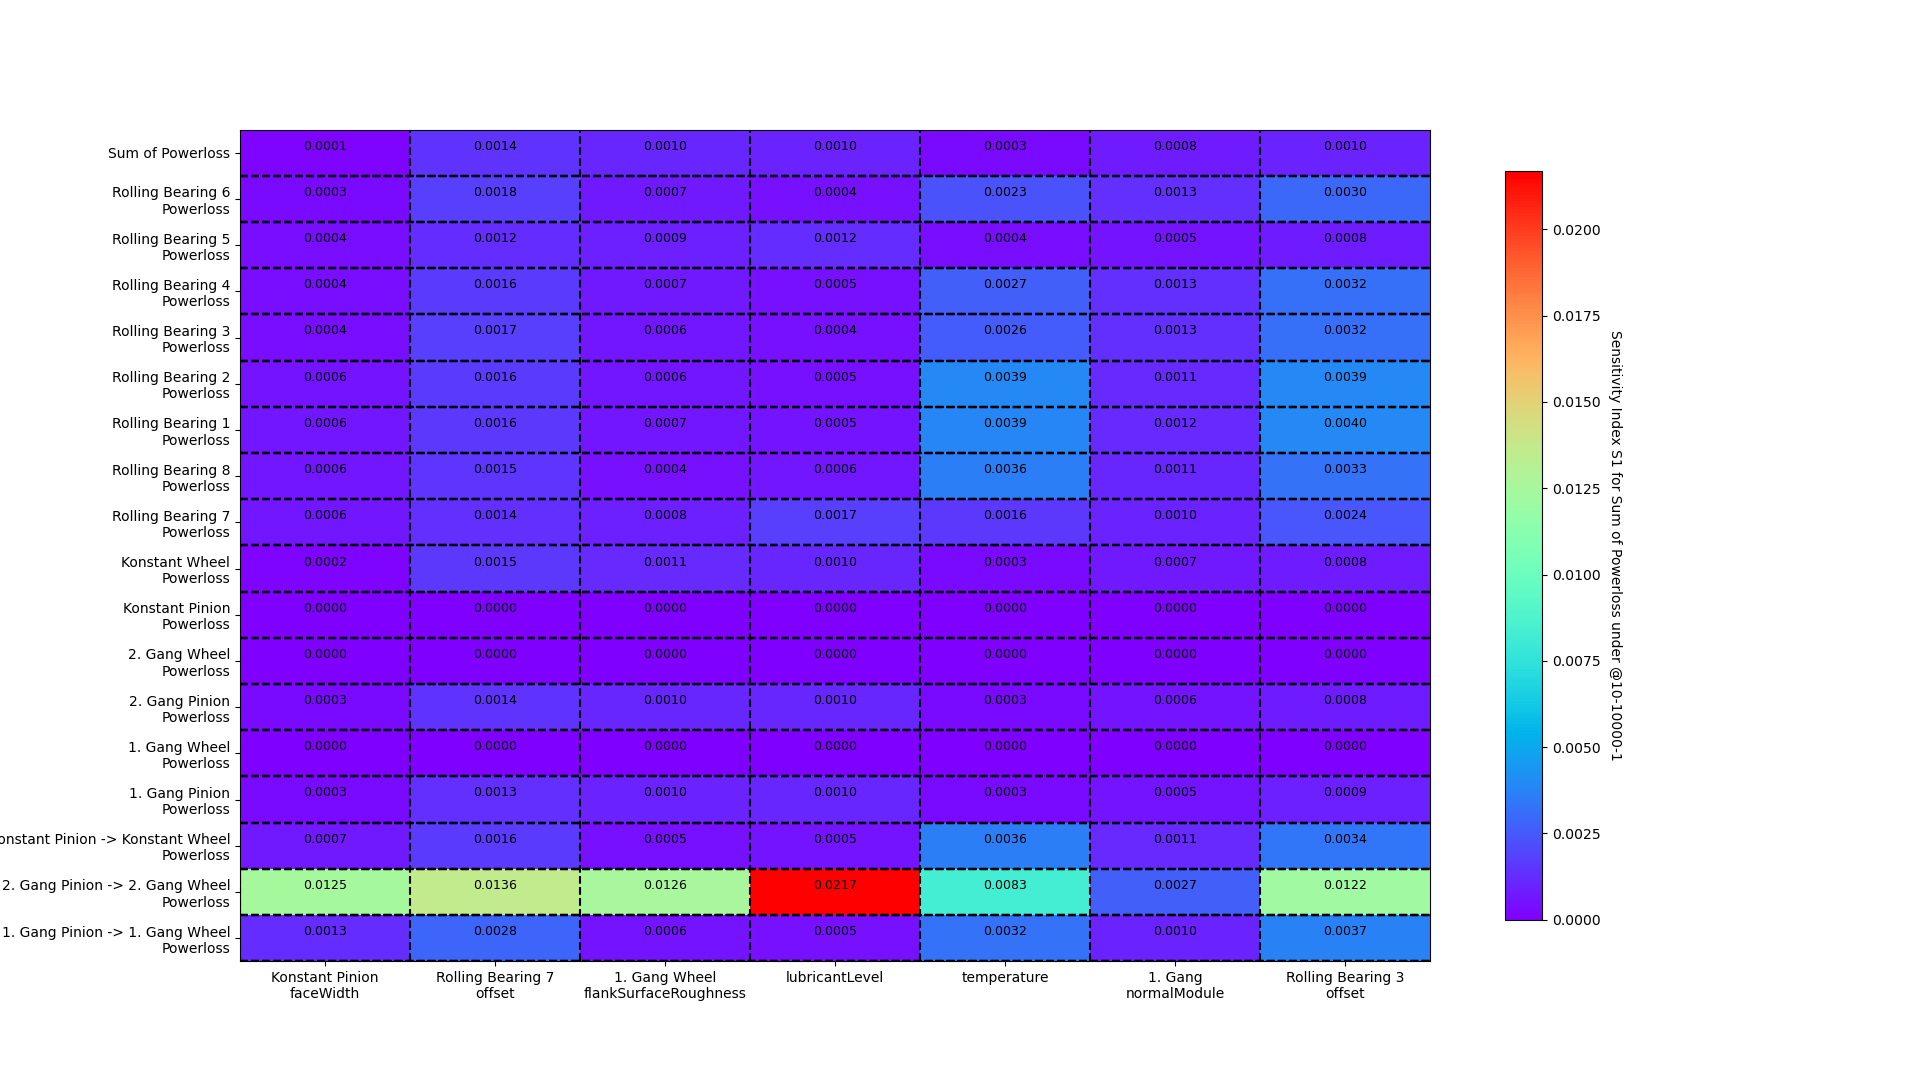 Sum of Powerloss
0.0001 0.0014 0.0010 0.0010 0.0003 0.0008 0.0010
Rolling Bearing 6
Powerloss
0.0003 0.0018 0.0007 0.0004 0.0023 0.0013 0.0030
Rolling Bearing 5
Powerloss
0.0004 0.0012 0.0009 0.0012 0.0004 0.0005 0.0008
Rolling Bearing 4
Powerloss
0.0004 0.0016 0.0007 0.0005 0.0027 0.0013 0.0032
Rolling Bearing 3
Powerloss
0.0004 0.0017 0.0006 0.0004 0.0026 0.0013 0.0032
Rolling Bearing 2
Powerloss
0.0006 0.0016 0.0006 0.0005 0.0039 0.0011 0.0039
Rolling Bearing 1
Powerloss
0.0006 0.0016 0.0007 0.0005 0.0039 0.0012 0.0040
Rolling Bearing 8
Powerloss
0.0006 0.0015 0.0004 0.0006 0.0036 0.0011 0.0033
Rolling Bearing 7
Powerloss
0.0006 0.0014 0.0008 0.0017 0.0016 0.0010 0.0024
Konstant Wheel
Powerloss
0.0002 0.0015 0.0011 0.0010 0.0003 0.0007 0.0008
Konstant Pinion
Powerloss
0.0000 0.0000 0.0000 0.0000 0.0000 0.0000 0.0000
2. Gang Wheel
Powerloss
0.0000 0.0000 0.0000 0.0000 0.0000 0.0000 0.0000
2. Gang Pinion
Powerloss
0.0003 0.0014 0.0010 0.0010 0.0003 0.0006 0.0008
1. Gang Wheel
Powerloss
0.0000 0.0000 0.0000 0.0000 0.0000 0.0000 0.0000
1. Gang Pinion
Powerloss
0.0003 0.0013 0.0010 0.0010 0.0003 0.0005 0.0009
onstant Pinion -> Konstant Wheel
Powerloss
0.0007 0.0016 0.0005 0.0005 0.0036 0.0011 0.0034
2. Gang Pinion -> 2. Gang Wheel
Powerloss
0.0125 0.0136 0.0126 0.0217 0.0083 0.0027 0.0122
1. Gang Pinion -> 1. Gang Wheel
Powerloss
0.0013 0.0028 0.0006 0.0005 0.0032 0.0010 0.0037
Konstant Pinion
faceWidth
Rolling Bearing 7
offset
1. Gang Wheel
flankSurfaceRoughness
lubricantLevel
temperature
1. Gang
normalModule
Rolling Bearing 3
offset
0.0200
0.0175
0.0150
0.0125
0.0100
0.0075
0.0050
0.0025
0.0000
Sensitivity Index S1 for Sum of Powerloss under @10-10000-1